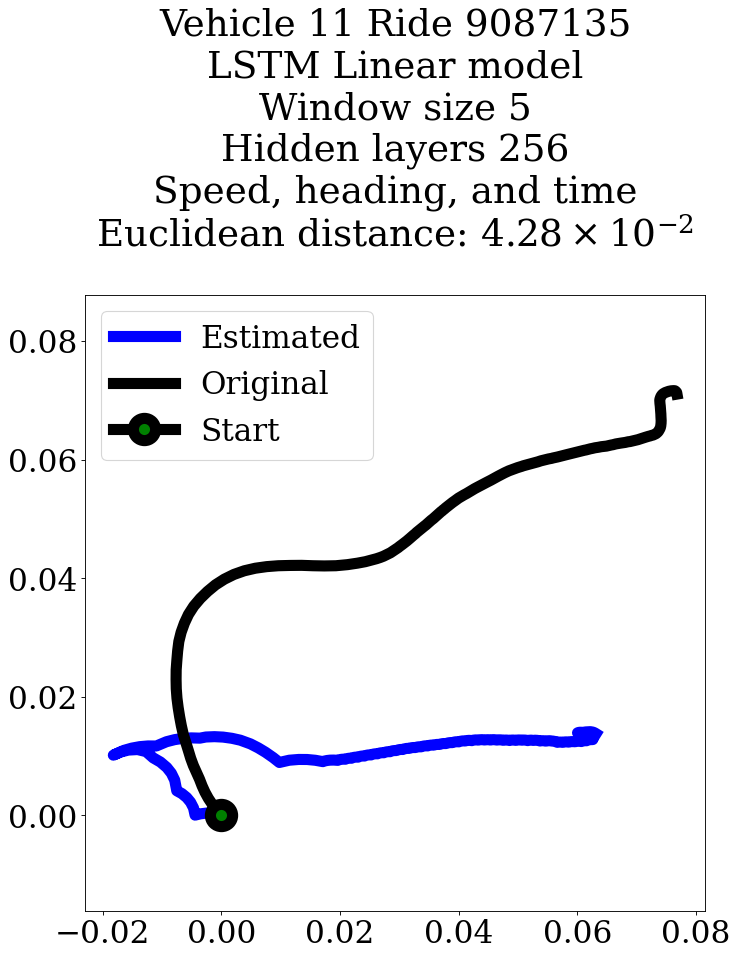 Vehicle 11 Ride 9087135
LSTM Linear model
Window size 5
Hidden layers 256
Speed, heading, and time
Euclidean distance: 4.28 × 10⁻²
Estimated
Original
Start
0.08
0.06
0.04
0.02
0.00
−0.02 0.00 0.02 0.04 0.06 0.08